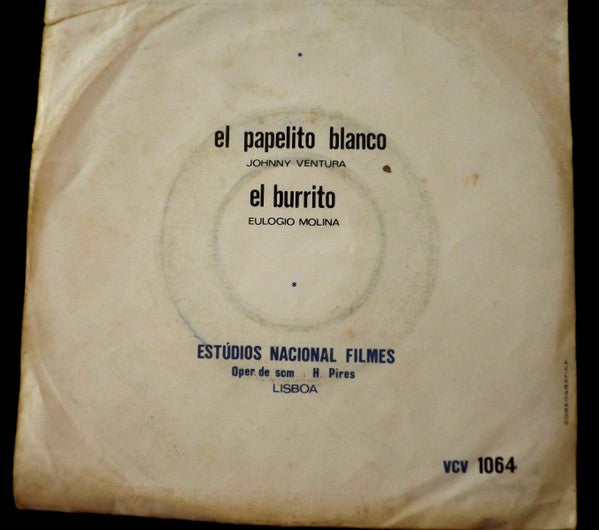 el papelito blanco
JOHNNY VENTURA
el burrito
EULOGIO MOLINA
ESTÚDIOS NACIONAL FILMES
Oper de som . H. Pires
LISBOA
COREOGRÁFICA
VCV 1064